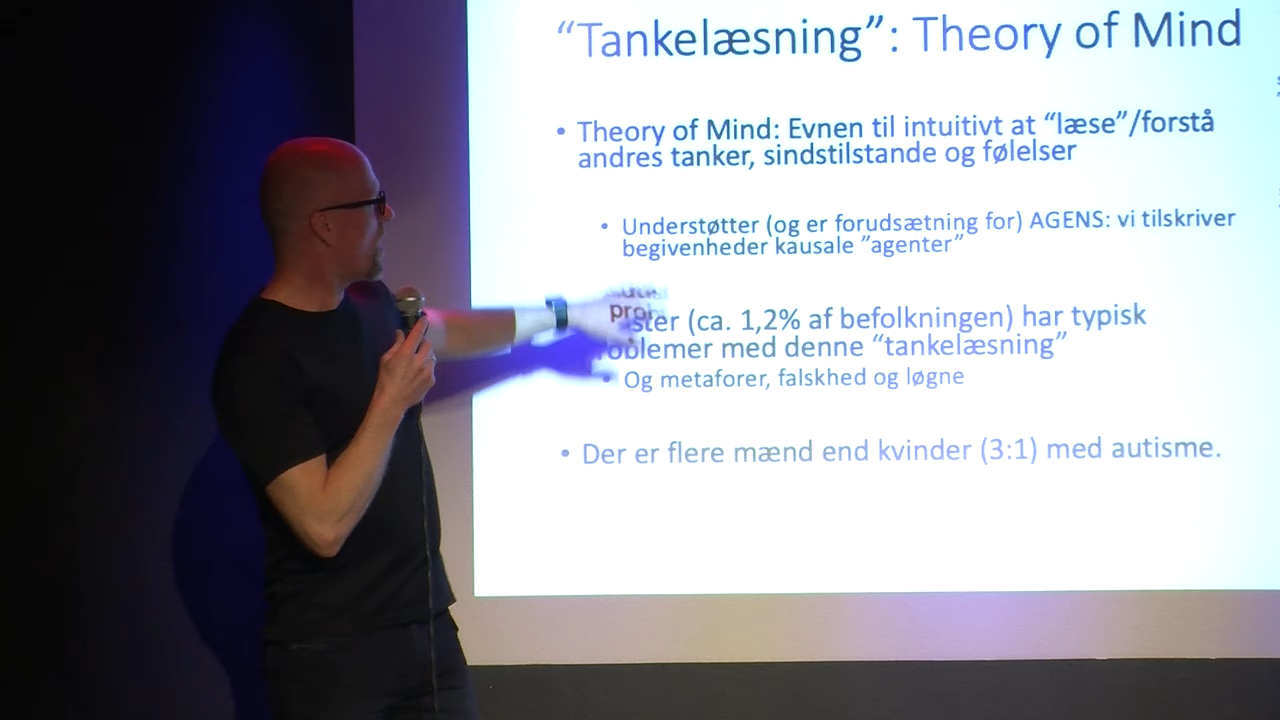 “Tankelæsning”: Theory of Mind
• Theory of Mind: Evnen til intuitivt at “læse”/forstå
andres tanker, sindstilstande og følelser
• Understøtter (og er forudsætning for) AGENS: vi tilskriver
begivenheder kausale ”agenter”
(ca. 1,2% af befolkningen) har typisk
med denne “tankelæsning”
• Og metaforer, falskhed og løgne
• Der er flere mænd end kvinder (3:1) med autisme.